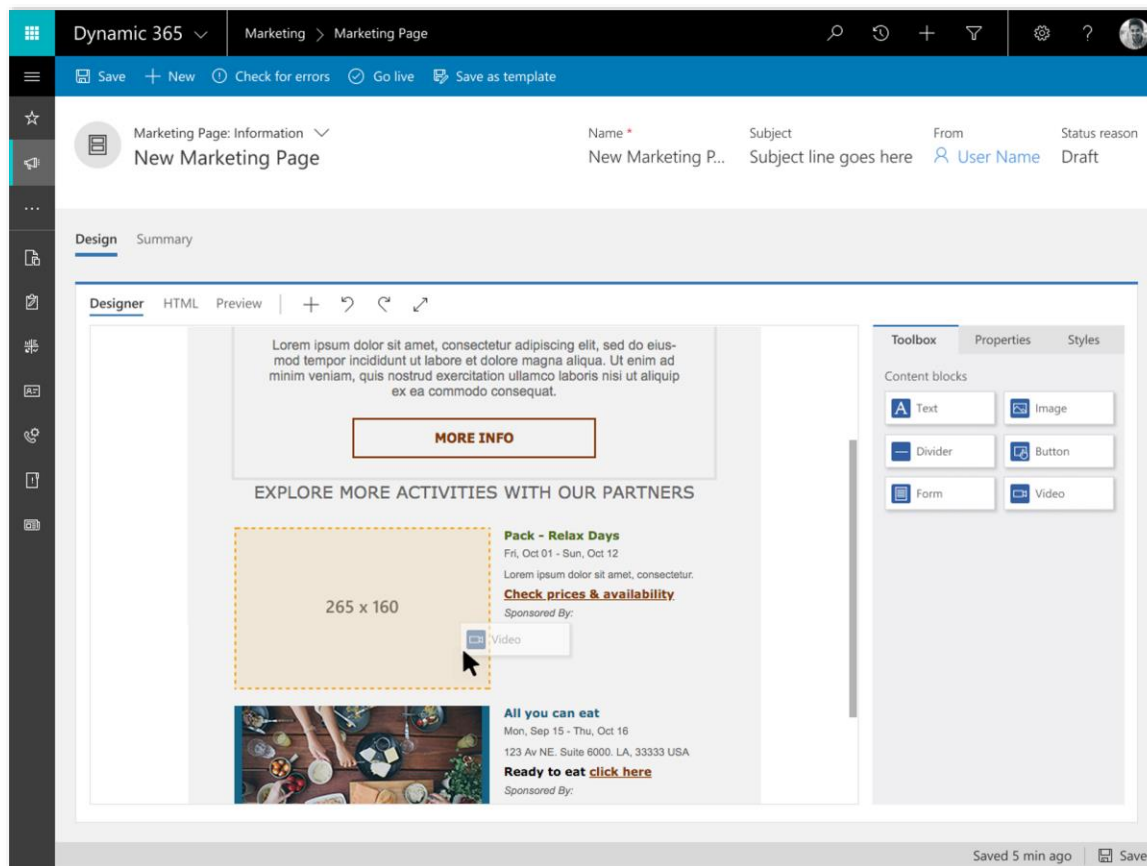 Dynamic 365
Marketing > Marketing Page
?
Save
New
Check for errors
Go live
Save as template
Marketing Page: Information
New Marketing Page
Name *
New Marketing P...
Subject
Subject line goes here
From
User Name
Status reason
Draft
Design
Summary
Designer
HTML
Preview
Lorem ipsum dolor sit amet, consectetur adipiscing elit, sed do eius-
mod tempor incididunt ut labore et dolore magna aliqua. Ut enim ad
minim veniam, quis nostrud exercitation ullamco laboris nisi ut aliquip
ex ea commodo consequat.
MORE INFO
EXPLORE MORE ACTIVITIES WITH OUR PARTNERS
265 x 160
Pack - Relax Days
Fri, Oct 01 - Sun, Oct 12
Lorem ipsum dolor sit amet, consectetur.
Check prices & availability
Sponsored By:
Video
All you can eat
Mon, Sep 15 - Thu, Oct 16
123 Av NE. Suite 6000. LA, 33333 USA
Ready to eat click here
Sponsored By:
Toolbox
Properties
Styles
Content blocks
A Text
Image
Divider
Button
Form
Video
Saved 5 min ago
Save